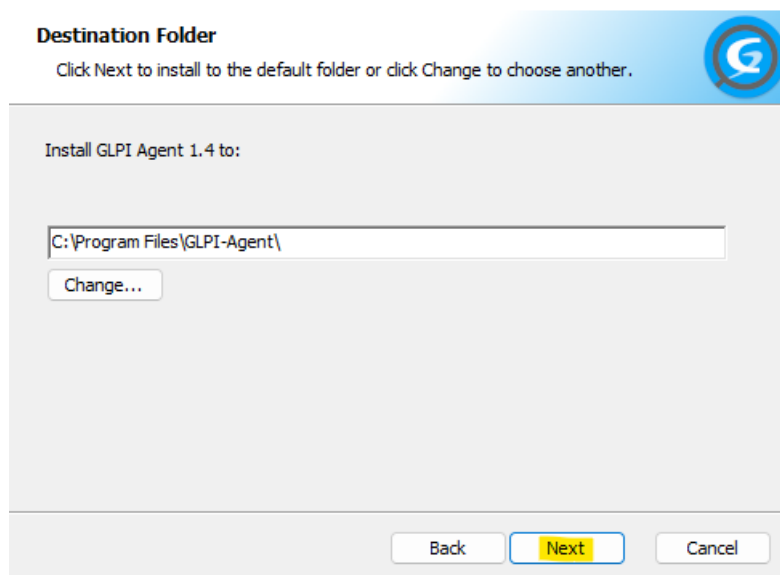 Destination Folder
Click Next to install to the default folder or click Change to choose another.
Install GLPI Agent 1.4 to:
C:\Program Files\GLPI-Agent\
Change...
Back Next Cancel